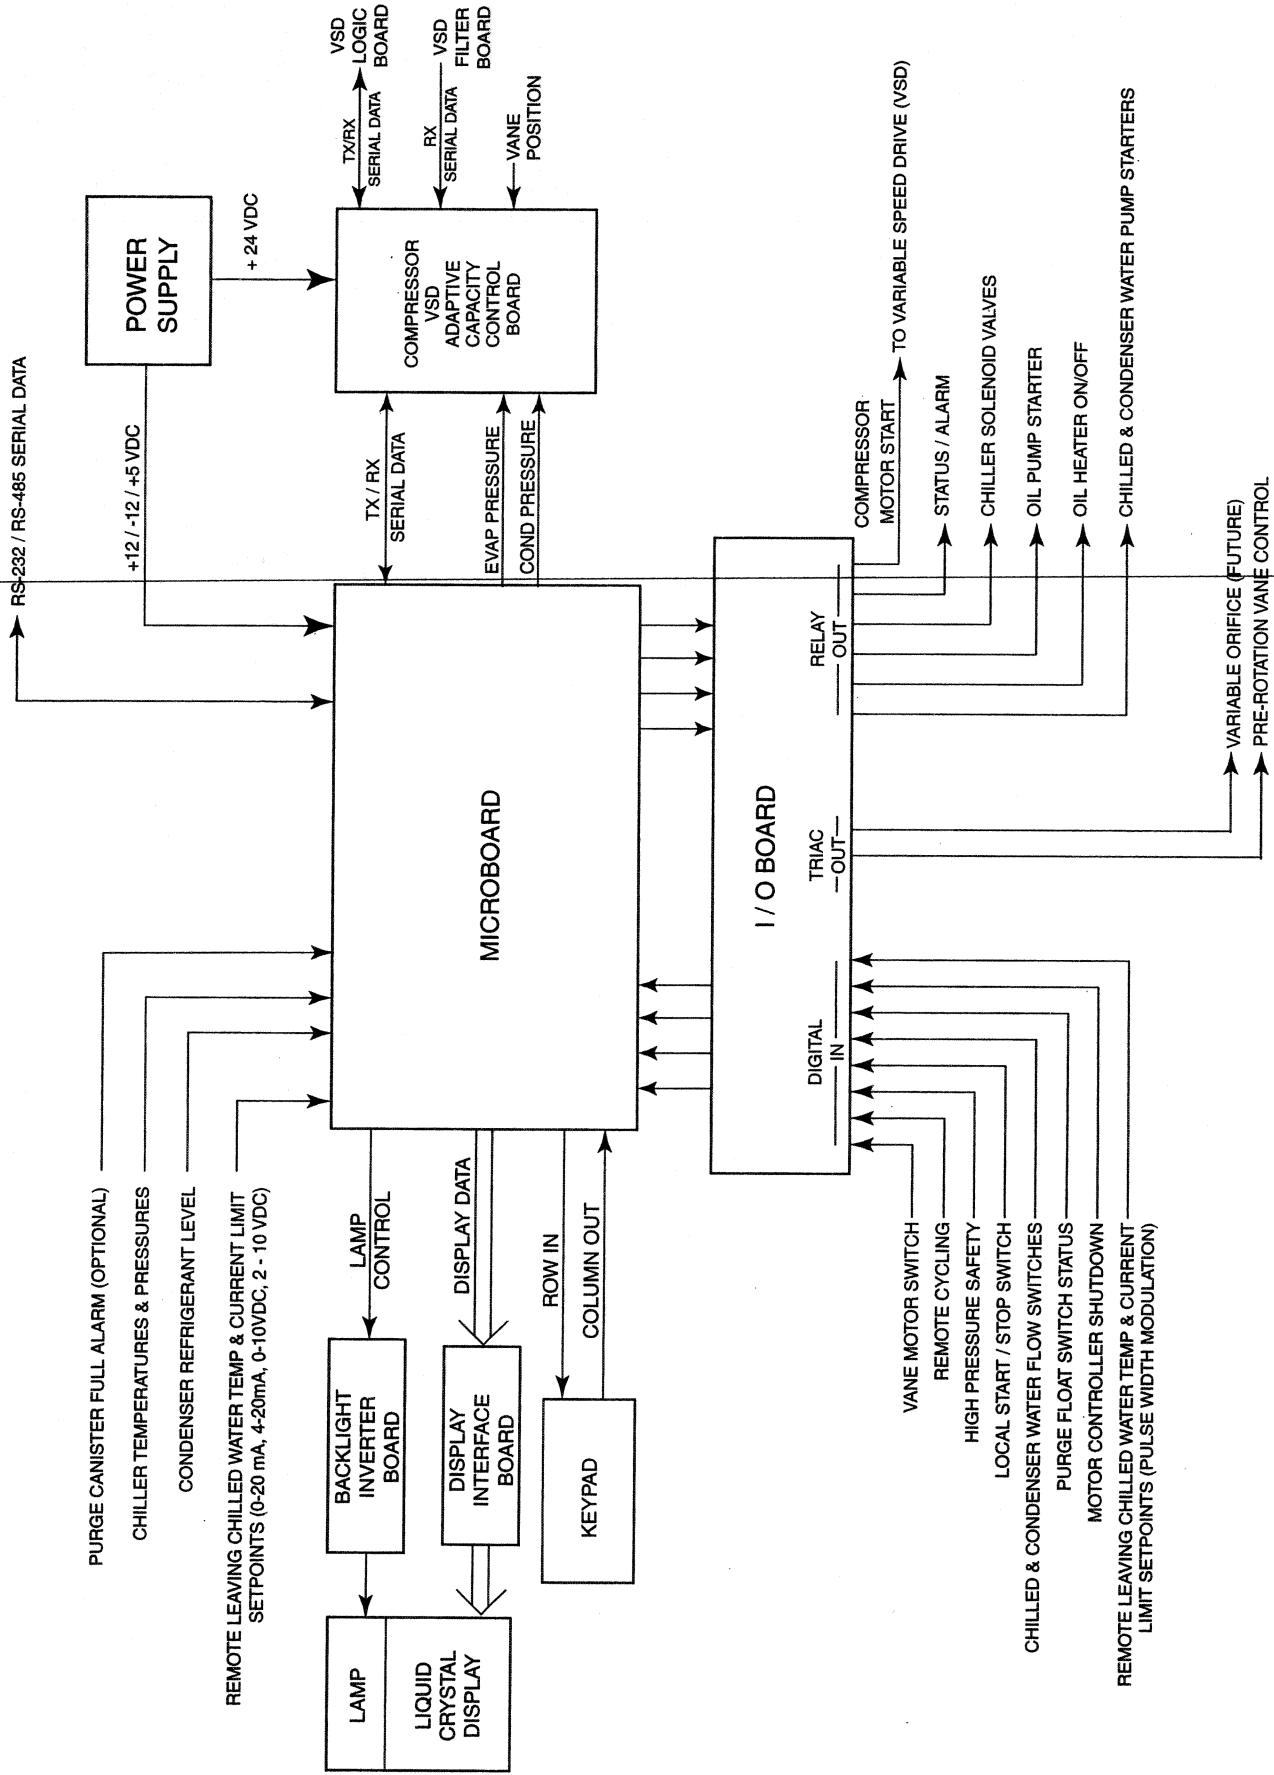 PURGE CANISTER FULL ALARM (OPTIONAL)
CHILLER TEMPERATURES & PRESSURES
CONDENSER REFRIGERANT LEVEL
REMOTE LEAVING CHILLED WATER TEMP & CURRENT LIMIT
SETPOINTS (0-20 mA, 4-20mA, 0-10VDC, 2 - 10 VDC)
RS-232 / RS-485 SERIAL DATA
+12 / -12 / +5 VDC
POWER
SUPPLY
+ 24 VDC
LAMP
LIQUID
CRYSTAL
DISPLAY
BACKLIGHT
INVERTER
BOARD
DISPLAY
INTERFACE
BOARD
KEYPAD
LAMP
CONTROL
DISPLAY DATA
ROW IN
COLUMN OUT
MICROBOARD
TX / RX
SERIAL DATA
EVAP PRESSURE
COND PRESSURE
COMPRESSOR
VSD
ADAPTIVE
CAPACITY
CONTROL
BOARD
TX/RX
SERIAL DATA
VSD
LOGIC
BOARD
RX
SERIAL DATA
VSD
FILTER
BOARD
VANE
POSITION
I / O BOARD
DIGITAL
IN
TRIAC
OUT
RELAY
OUT
VANE MOTOR SWITCH
REMOTE CYCLING
HIGH PRESSURE SAFETY
LOCAL START / STOP SWITCH
CHILLED & CONDENSER WATER FLOW SWITCHES
PURGE FLOAT SWITCH STATUS
MOTOR CONTROLLER SHUTDOWN
REMOTE LEAVING CHILLED WATER TEMP & CURRENT
LIMIT SETPOINTS (PULSE WIDTH MODULATION)
COMPRESSOR
MOTOR START
TO VARIABLE SPEED DRIVE (VSD)
STATUS / ALARM
CHILLER SOLENOID VALVES
OIL PUMP STARTER
OIL HEATER ON/OFF
CHILLED & CONDENSER WATER PUMP STARTERS
VARIABLE ORIFICE (FUTURE)
PRE-ROTATION VANE CONTROL